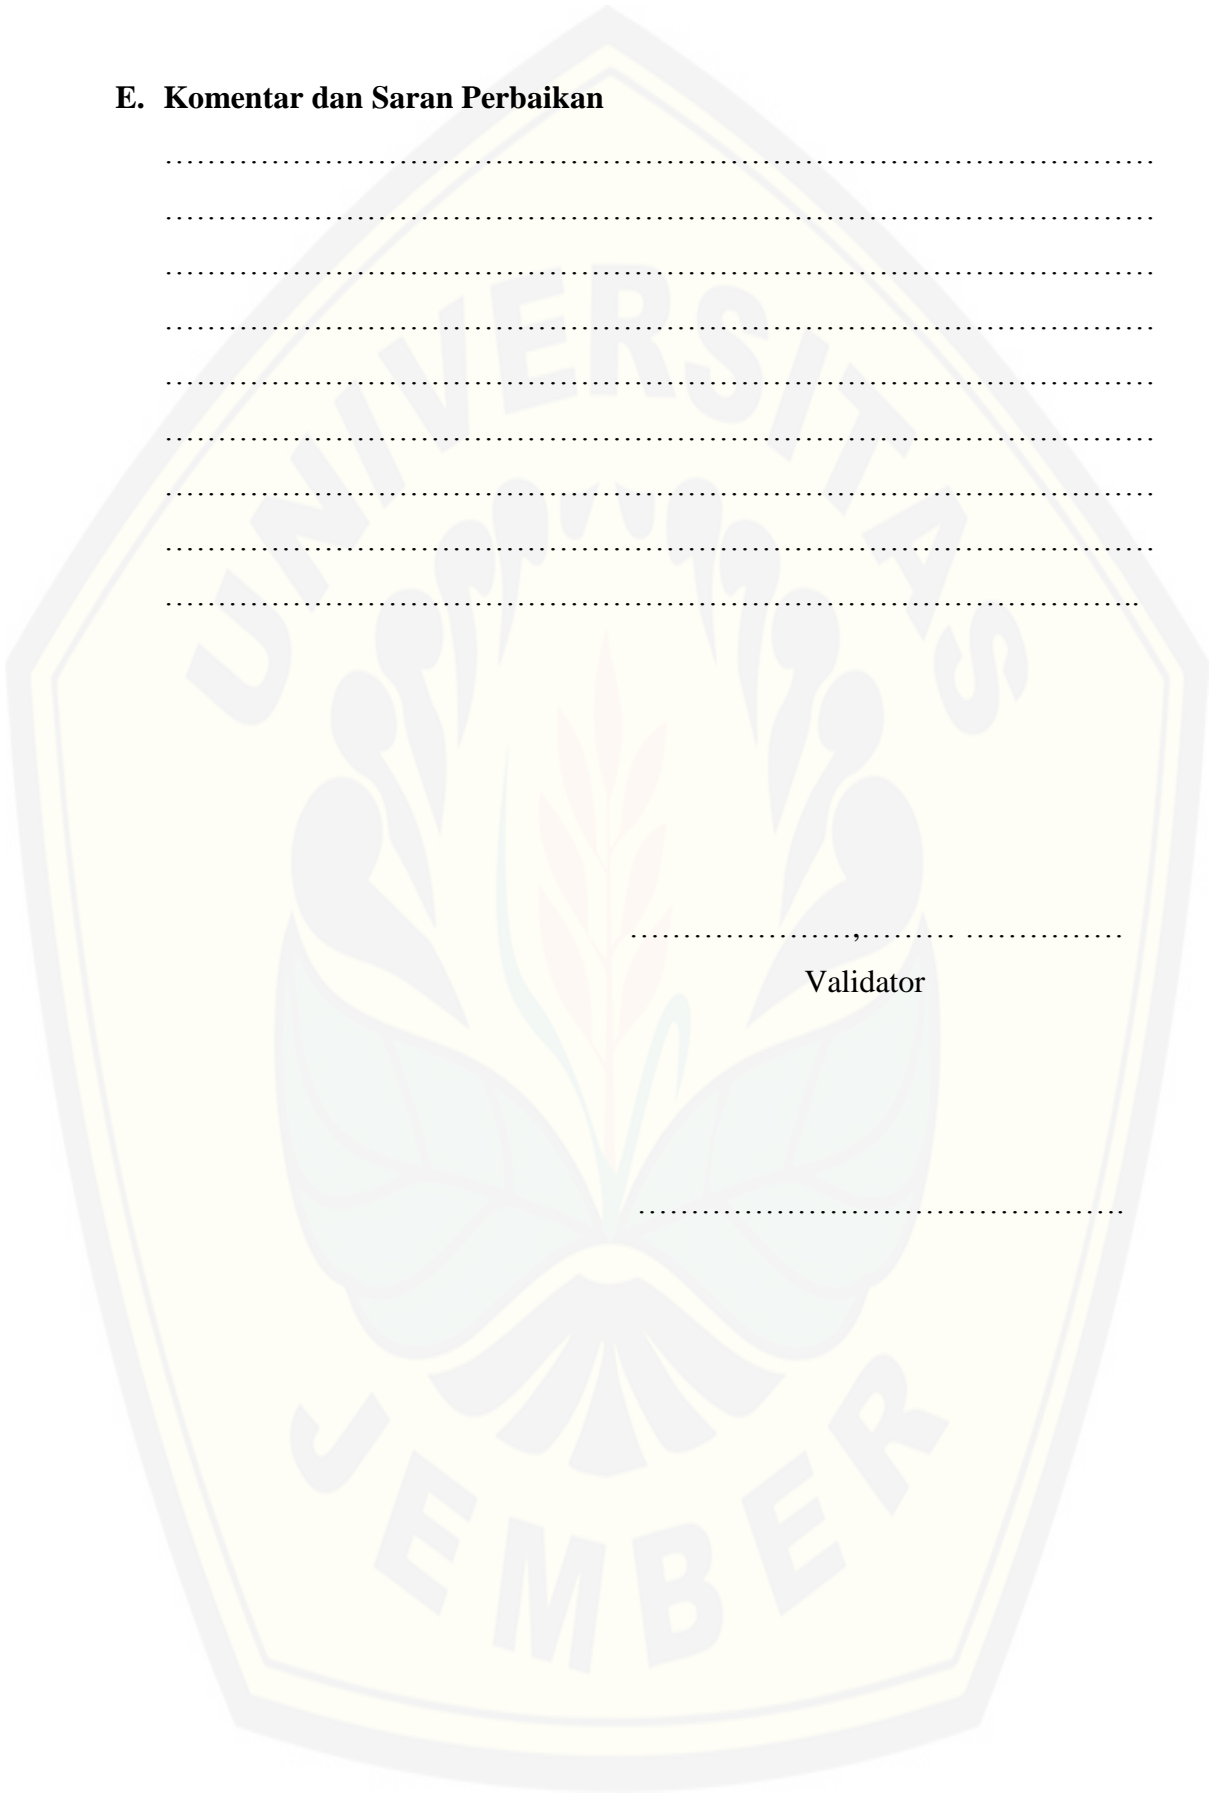 E. Komentar dan Saran Perbaikan
……………………………………………………………………………………
……………………………………………………………………………………
……………………………………………………………………………………
……………………………………………………………………………………
……………………………………………………………………………………
……………………………………………………………………………………
……………………………………………………………………………………
……………………………………………………………………………………
…………………………………………………………………………………..
…………………,……… ……………
Validator
……………………………………….
UNIVERSITAS
JEMBER